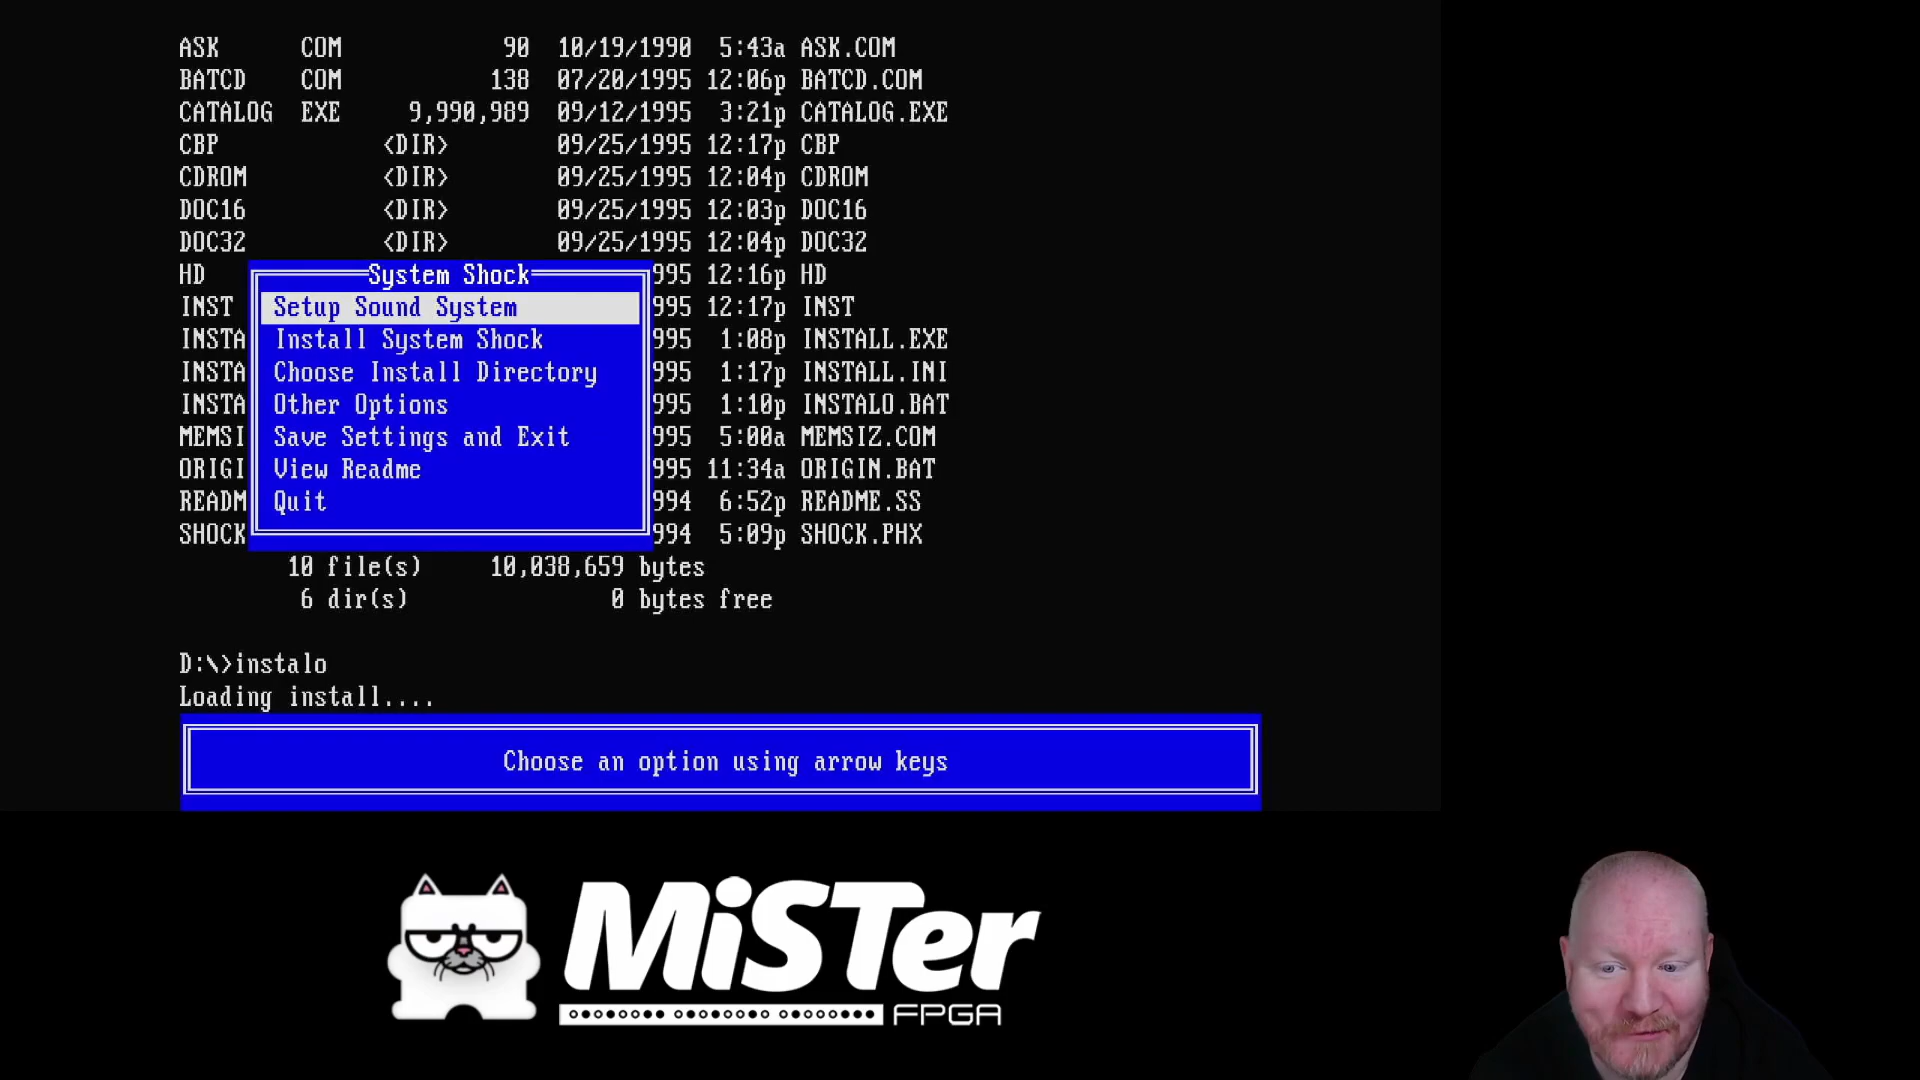 ASK      COM            90  10/19/1990  5:43a ASK.COM
BATCD    COM           138  07/20/1995 12:06p BATCD.COM
CATALOG  EXE     9,990,989  09/12/1995  3:21p CATALOG.EXE
CBP            <DIR>        09/25/1995 12:17p CBP
CDROM          <DIR>        09/25/1995 12:04p CDROM
DOC16          <DIR>        09/25/1995 12:03p DOC16
DOC32          <DIR>        09/25/1995 12:04p DOC32
HD System Shock 995 12:16p HD
INST Setup Sound System 995 12:17p INST
INSTA Install System Shock 995  1:08p INSTALL.EXE
INSTA Choose Install Directory 995  1:17p INSTALL.INI
INSTA Other Options 995  1:10p INSTALO.BAT
MEMSI Save Settings and Exit 995  5:00a MEMSIZ.COM
ORIGI View Readme 995 11:34a ORIGIN.BAT
READM Quit 994  6:52p README.SS
SHOCK 994  5:09p SHOCK.PHX
10 file(s)     10,038,659 bytes
6 dir(s)               0 bytes free
D:\>instalo
Loading install....
Choose an option using arrow keys
MiSTer
FPGA